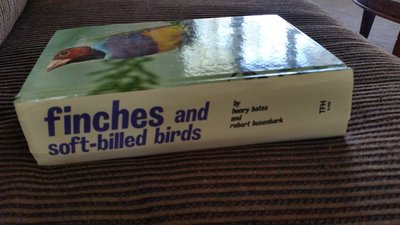 finches and
soft-billed birds
by
henry bates
and
robert busenbark
TFH